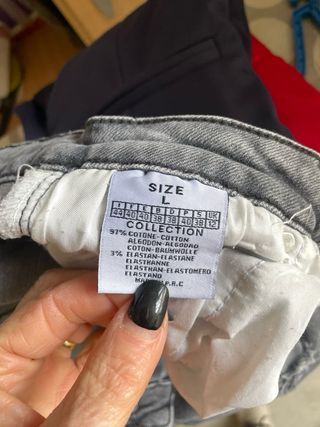 SIZE
L
I F E B D P S UK
44 40 40 38 38 40 38 12
COLLECTION
97% COTONE-COTTON
ALGODON-ALGODAO
COTON-BAUMWOLLE
3% ELASTAN-ELASTANE
ELASTHANNE
ELASTHAN-ELASTOMERO
ELASTANO
P.R.C